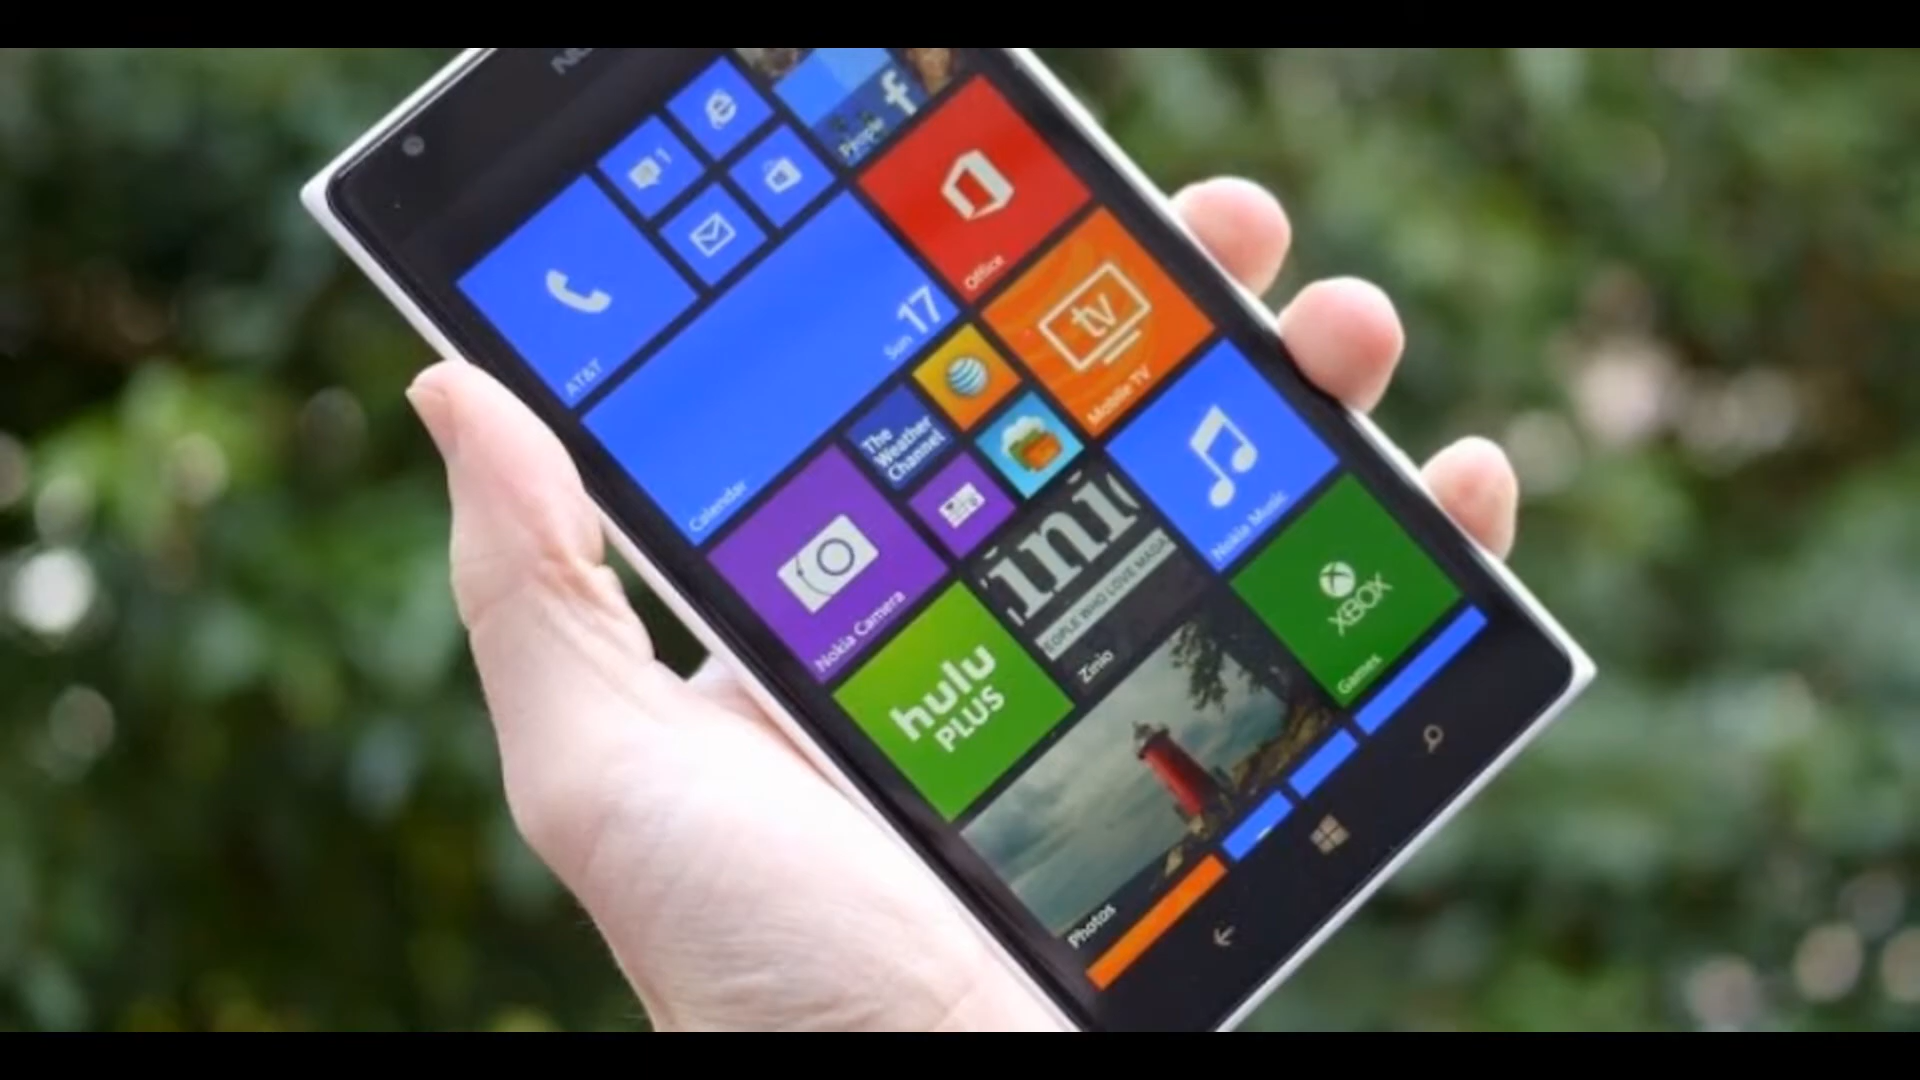 1
People
f
AT&T
Office
Sun 17
Calendar
tv
Mobile TV
The
Weather
Channel
Nokia Camera
Nokia Music
hulu
PLUS
Zinio
XBOX
Games
Photos